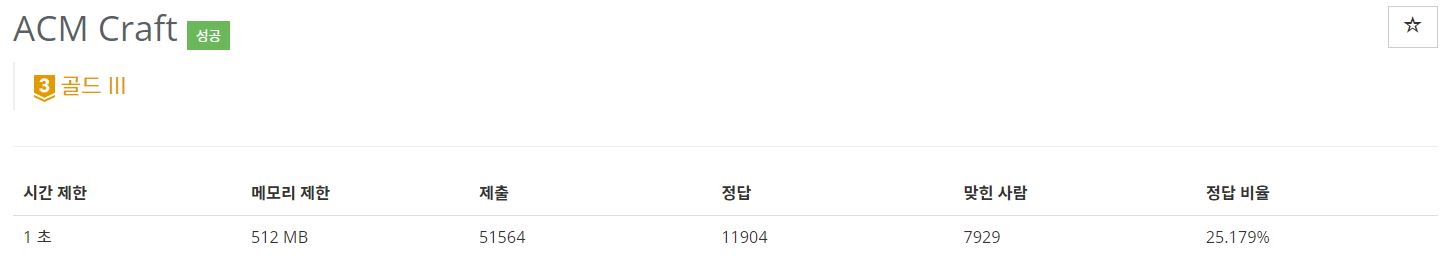 ACM Craft 성공
3 골드 III
시간 제한 메모리 제한 제출 정답 맞힌 사람 정답 비율
1 초 512 MB 51564 11904 7929 25.179%